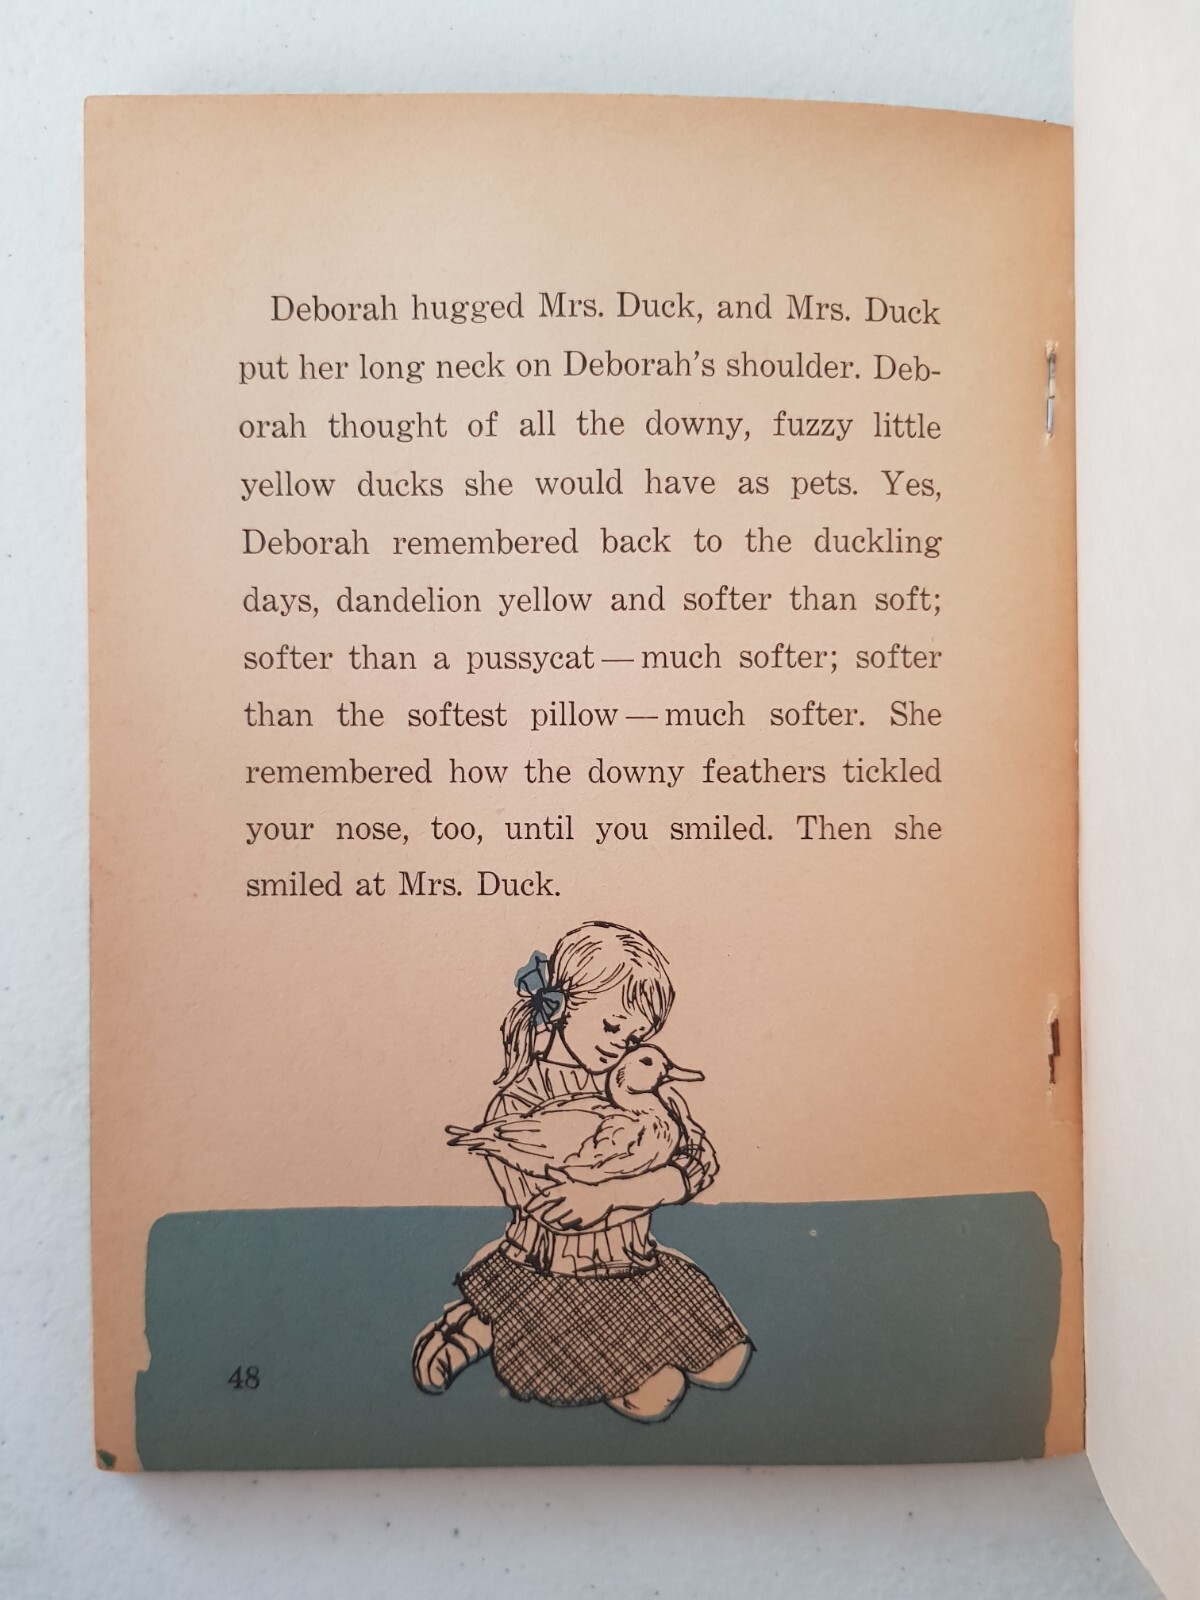 Deborah hugged Mrs. Duck, and Mrs. Duck
put her long neck on Deborah's shoulder. Deb-
orah thought of all the downy, fuzzy little
yellow ducks she would have as pets. Yes,
Deborah remembered back to the duckling
days, dandelion yellow and softer than soft;
softer than a pussycat — much softer; softer
than the softest pillow — much softer. She
remembered how the downy feathers tickled
your nose, too, until you smiled. Then she
smiled at Mrs. Duck.
48